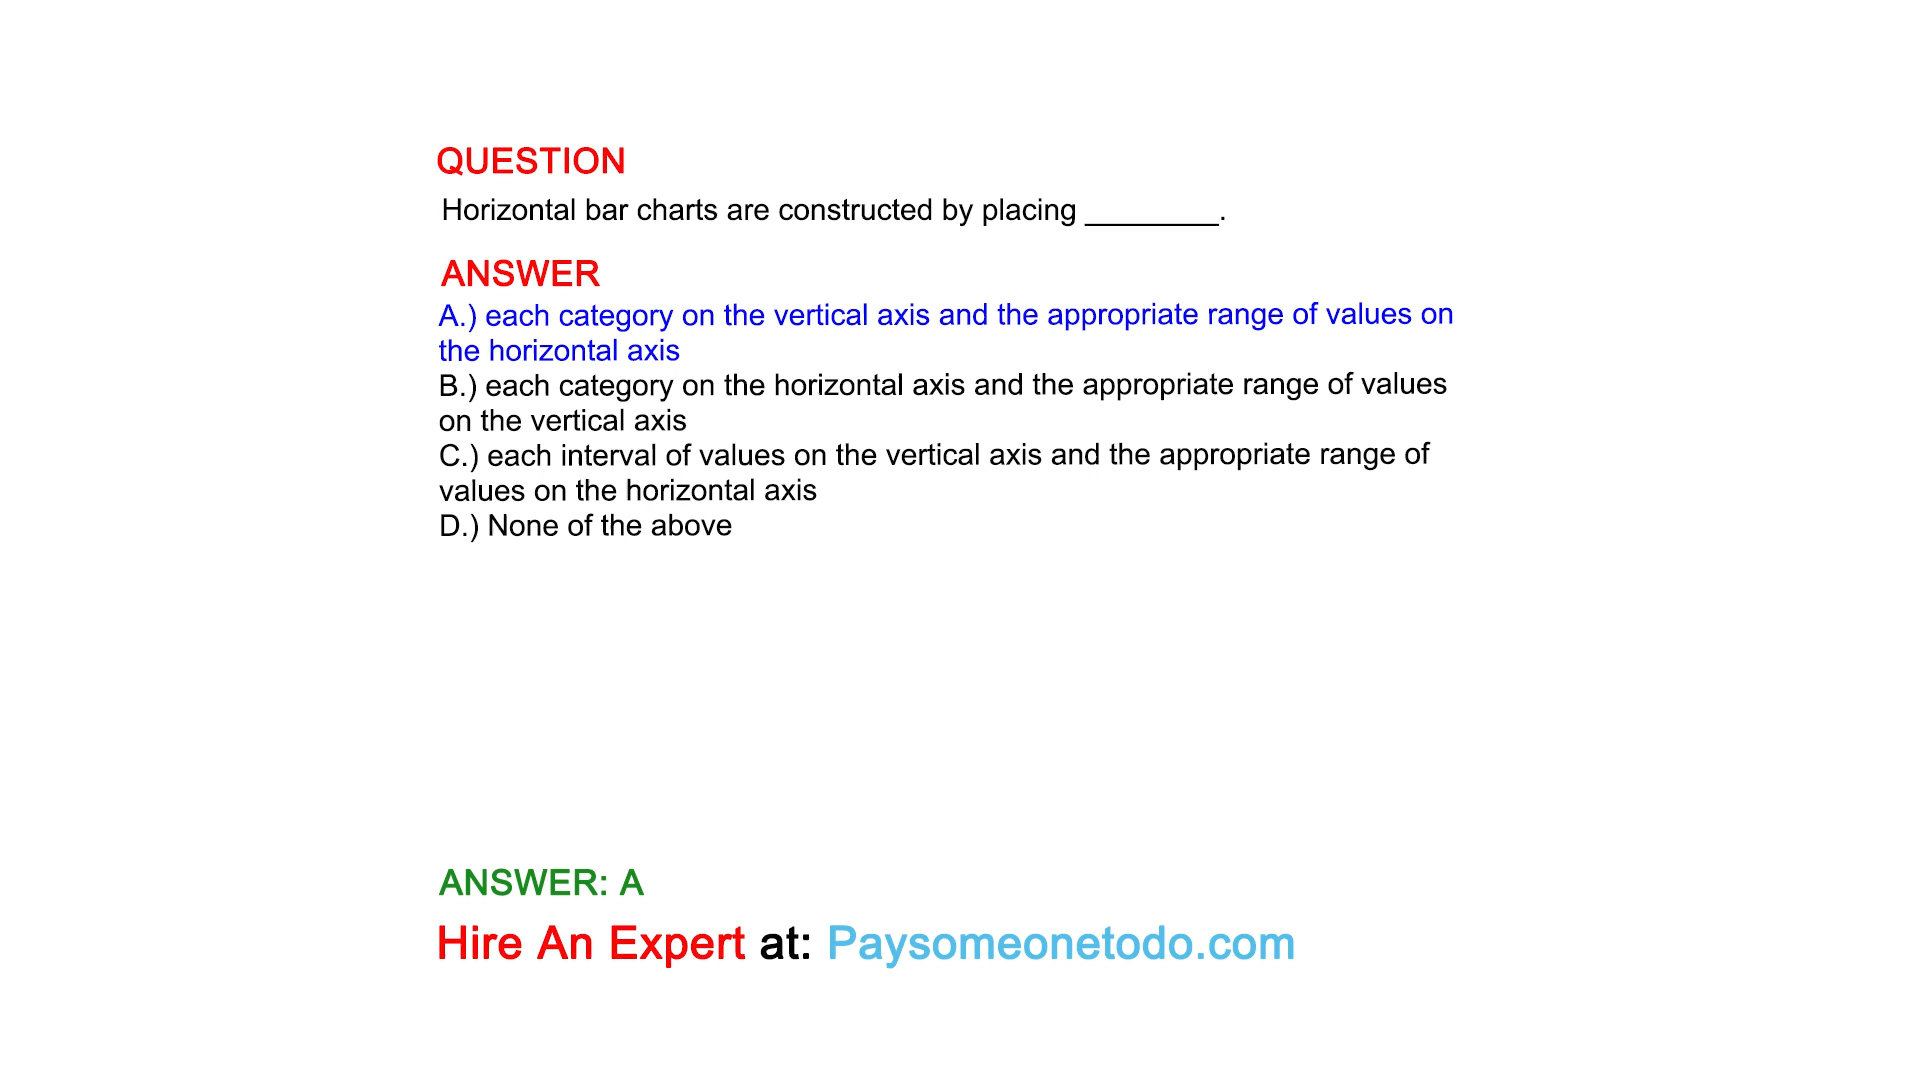 QUESTION
Horizontal bar charts are constructed by placing ________.
ANSWER
A.) each category on the vertical axis and the appropriate range of values on
the horizontal axis
B.) each category on the horizontal axis and the appropriate range of values
on the vertical axis
C.) each interval of values on the vertical axis and the appropriate range of
values on the horizontal axis
D.) None of the above
ANSWER: A
Hire An Expert at: Paysomeonetodo.com